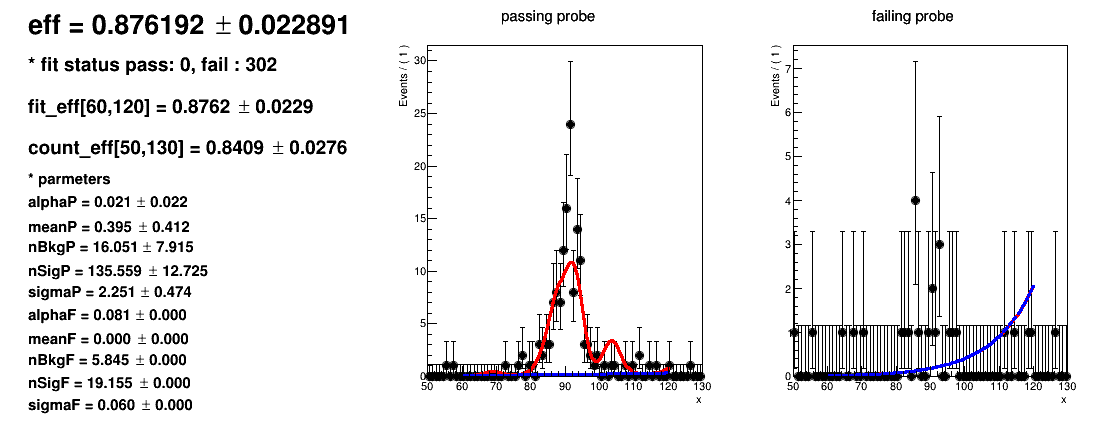 eff = 0.876192 ± 0.022891
* fit status pass: 0, fail : 302
fit_eff[60,120] = 0.8762 ± 0.0229
count_eff[50,130] = 0.8409 ± 0.0276
* parmeters
alphaP = 0.021 ± 0.022
meanP = 0.395 ± 0.412
nBkgP = 16.051 ± 7.915
nSigP = 135.559 ± 12.725
sigmaP = 2.251 ± 0.474
alphaF = 0.081 ± 0.000
meanF = 0.000 ± 0.000
nBkgF = 5.845 ± 0.000
nSigF = 19.155 ± 0.000
sigmaF = 0.060 ± 0.000
passing probe
Events / ( 1 )
30
25
20
15
10
5
0
50 60 70 80 90 100 110 120 130
x
failing probe
Events / ( 1 )
7
6
5
4
3
2
1
0
50 60 70 80 90 100 110 120 130
x